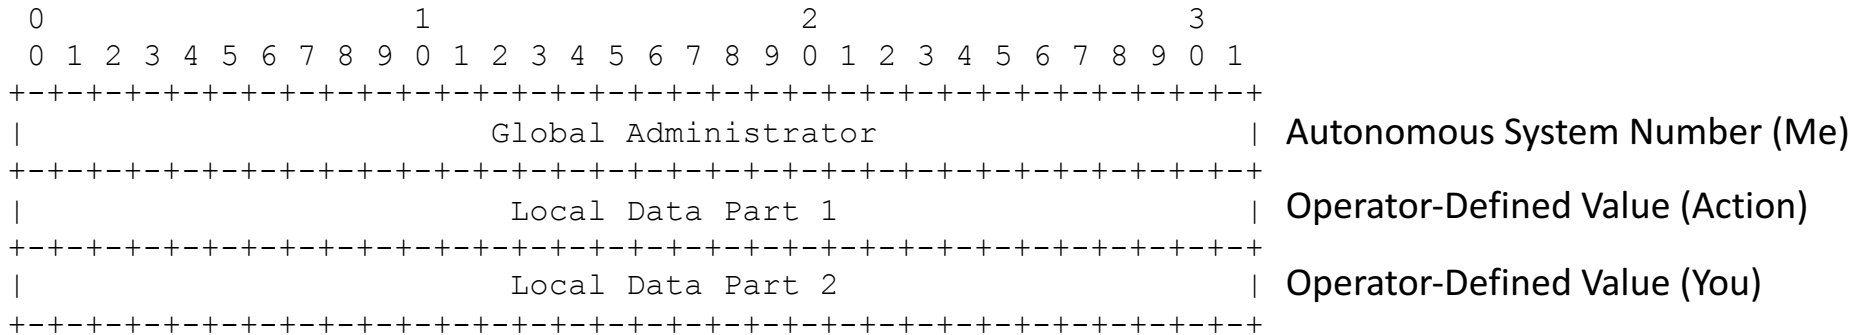 0                   1                   2                   3
0 1 2 3 4 5 6 7 8 9 0 1 2 3 4 5 6 7 8 9 0 1 2 3 4 5 6 7 8 9 0 1
+-+-+-+-+-+-+-+-+-+-+-+-+-+-+-+-+-+-+-+-+-+-+-+-+-+-+-+-+-+-+-+-+
| Global Administrator | Autonomous System Number (Me)
+-+-+-+-+-+-+-+-+-+-+-+-+-+-+-+-+-+-+-+-+-+-+-+-+-+-+-+-+-+-+-+-+
| Local Data Part 1 | Operator-Defined Value (Action)
+-+-+-+-+-+-+-+-+-+-+-+-+-+-+-+-+-+-+-+-+-+-+-+-+-+-+-+-+-+-+-+-+
| Local Data Part 2 | Operator-Defined Value (You)
+-+-+-+-+-+-+-+-+-+-+-+-+-+-+-+-+-+-+-+-+-+-+-+-+-+-+-+-+-+-+-+-+